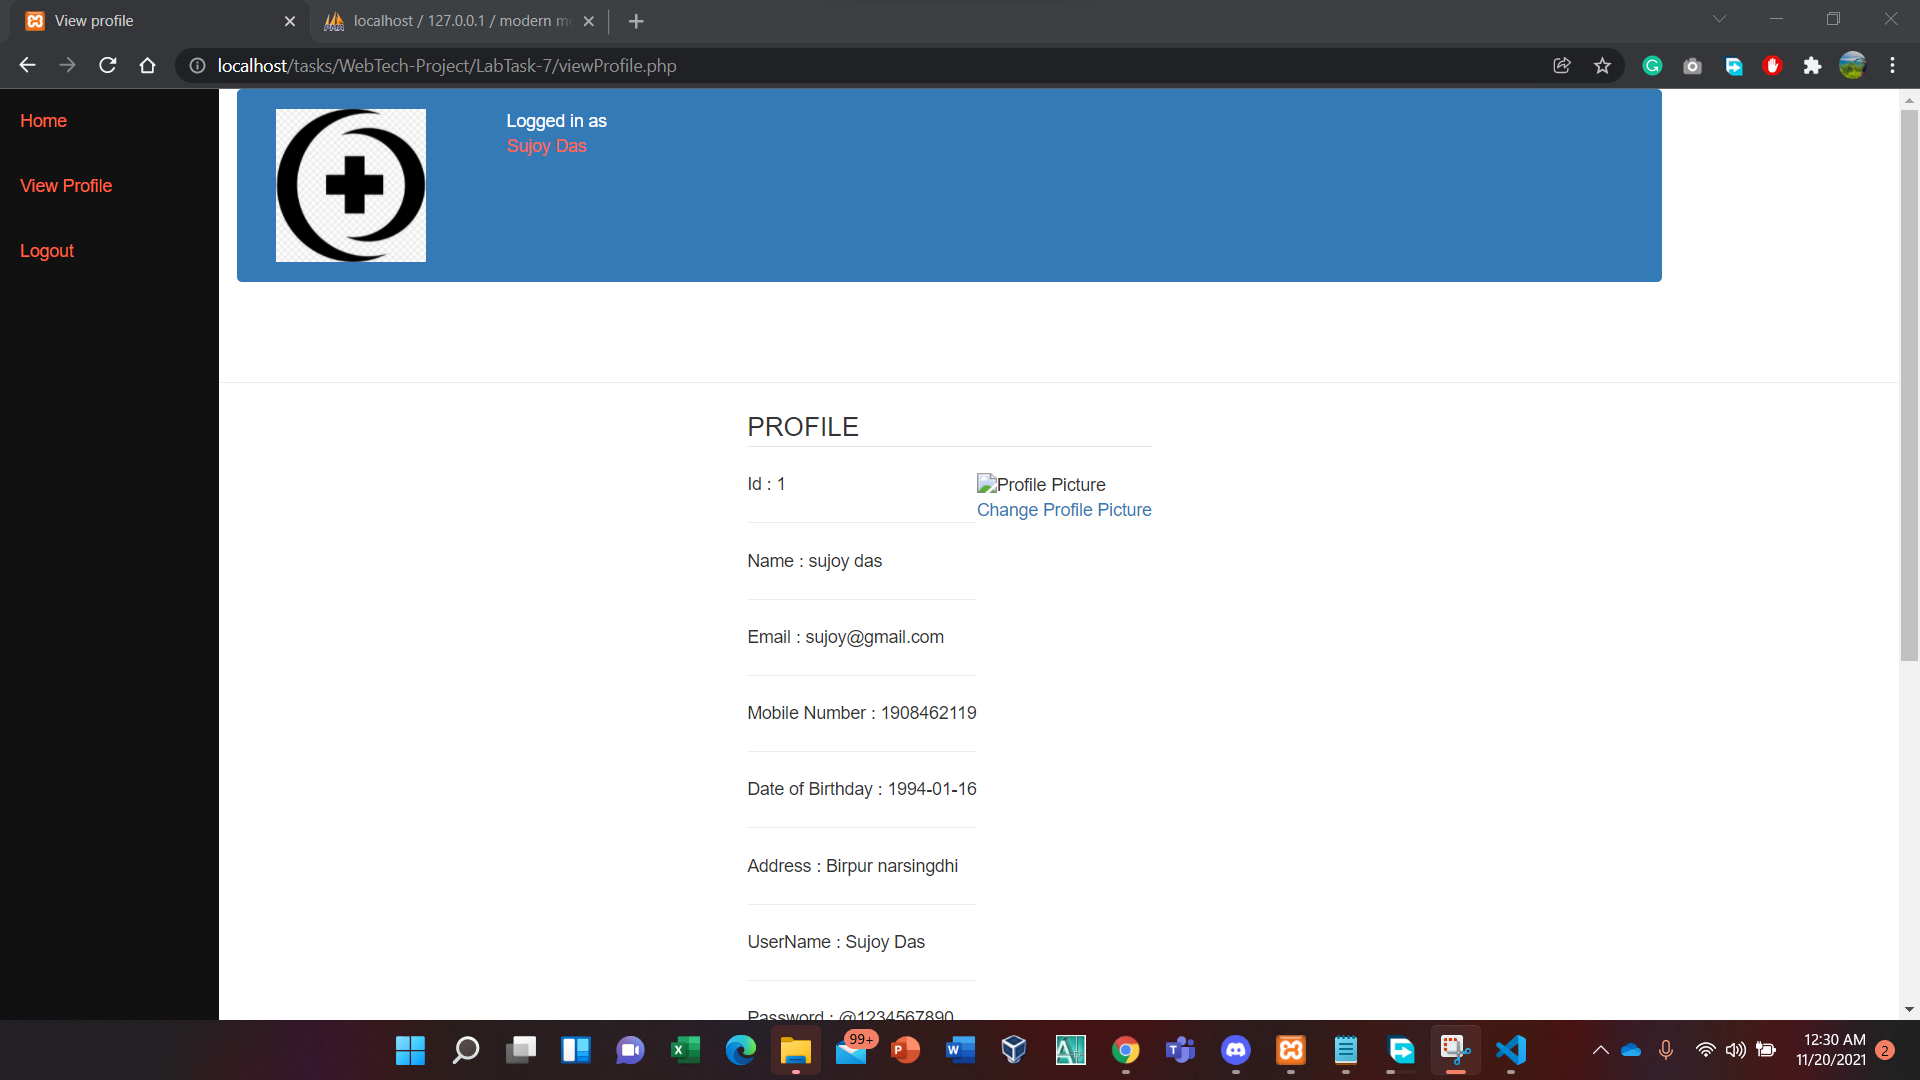 View profile
localhost / 127.0.0.1 / modern m
localhost/tasks/WebTech-Project/LabTask-7/viewProfile.php
Home
View Profile
Logout
Logged in as
Sujoy Das
PROFILE
Id : 1
Profile Picture
Change Profile Picture
Name : sujoy das
Email : sujoy@gmail.com
Mobile Number : 1908462119
Date of Birthday : 1994-01-16
Address : Birpur narsingdhi
UserName : Sujoy Das
Password : @1234567890
99+
12:30 AM
11/20/2021
2